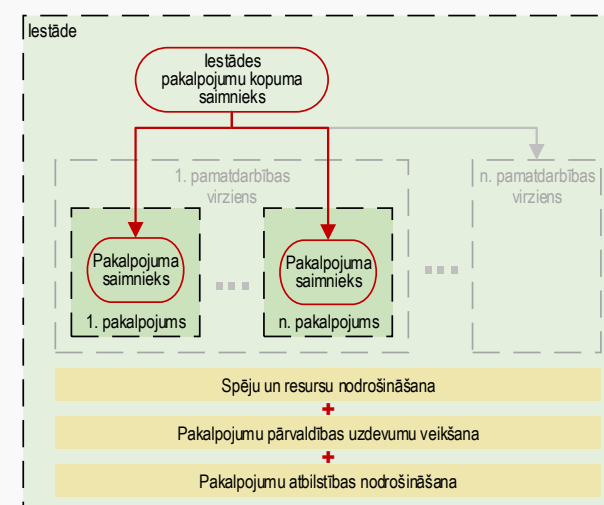 Iestāde
Iestādes
pakalpojumu kopuma
saimnieks
1. pamatdarbības
virziens
n. pamatdarbības
virziens
Pakalpojuma
saimnieks
Pakalpojuma
saimnieks
1. pakalpojums
n. pakalpojums
Spēju un resursu nodrošināšana
+
Pakalpojumu pārvaldības uzdevumu veikšana
+
Pakalpojumu atbilstības nodrošināšana